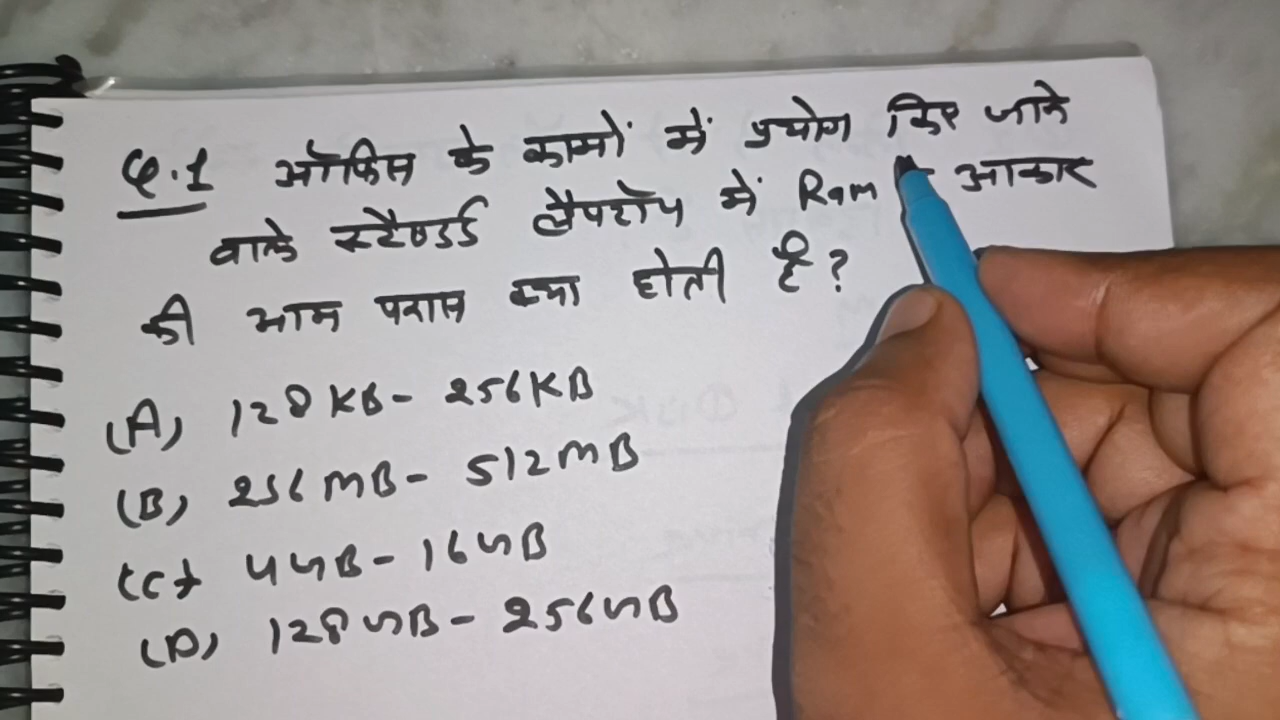 Q.1 ऑफिस के कामों में प्रयोग किए जाने
वाले स्टैण्डर्ड लैपटॉप में Ram आकार
की आम परास क्या होती है?
(A) 128 KB - 256 KB
(B) 256 MB - 512 MB
(C) 4 GB - 16 GB
(D) 128 GB - 256 GB